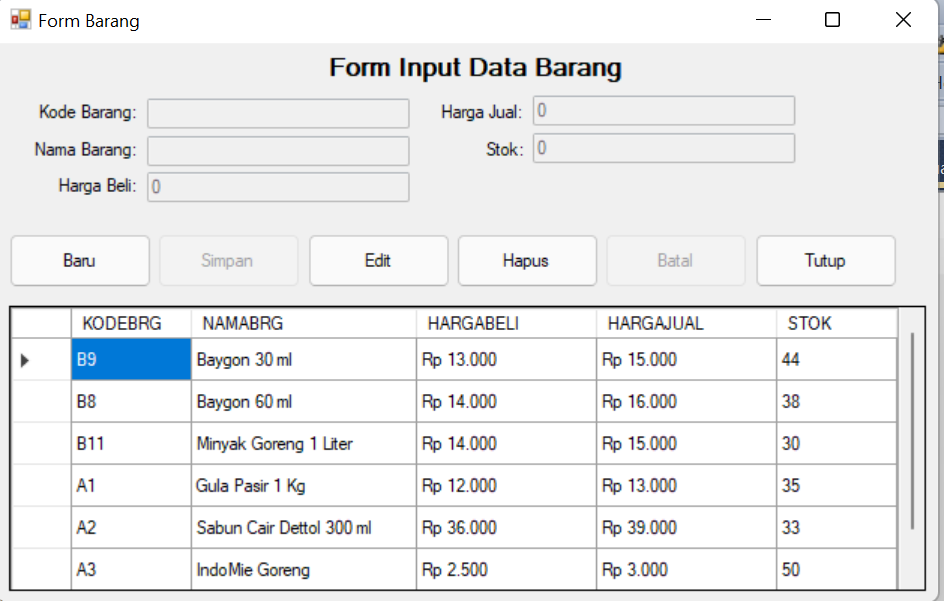 Form Barang
Form Input Data Barang
Kode Barang: Harga Jual: 0
Nama Barang: Stok: 0
Harga Beli: 0
Baru Simpan Edit Hapus Batal Tutup
KODEBRG NAMABRG HARGABELI HARGAJUAL STOK
B9 Baygon 30 ml Rp 13.000 Rp 15.000 44
B8 Baygon 60 ml Rp 14.000 Rp 16.000 38
B11 Minyak Goreng 1 Liter Rp 14.000 Rp 15.000 30
A1 Gula Pasir 1 Kg Rp 12.000 Rp 13.000 35
A2 Sabun Cair Dettol 300 ml Rp 36.000 Rp 39.000 33
A3 IndoMie Goreng Rp 2.500 Rp 3.000 50